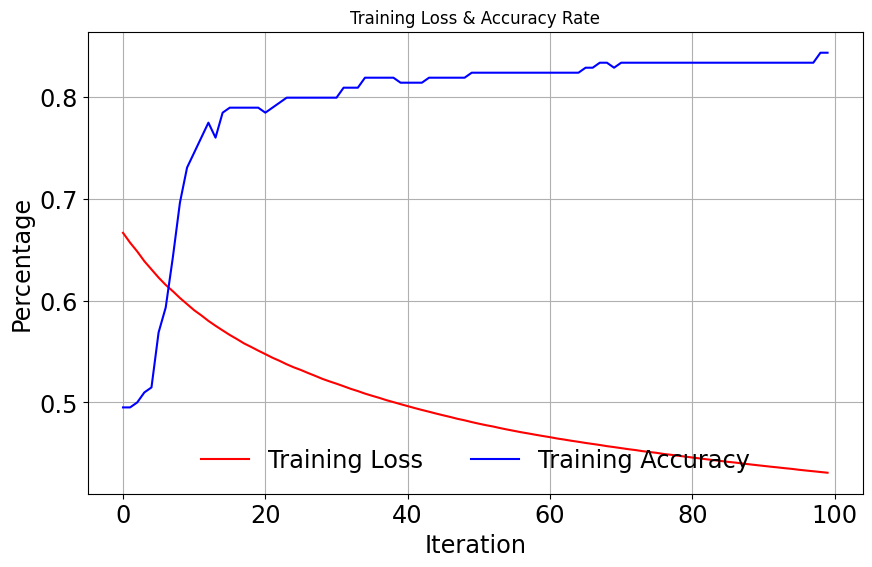 Training Loss & Accuracy Rate
Percentage
0.8
0.7
0.6
0.5
Training Loss
Training Accuracy
0
20
40
60
80
100
Iteration